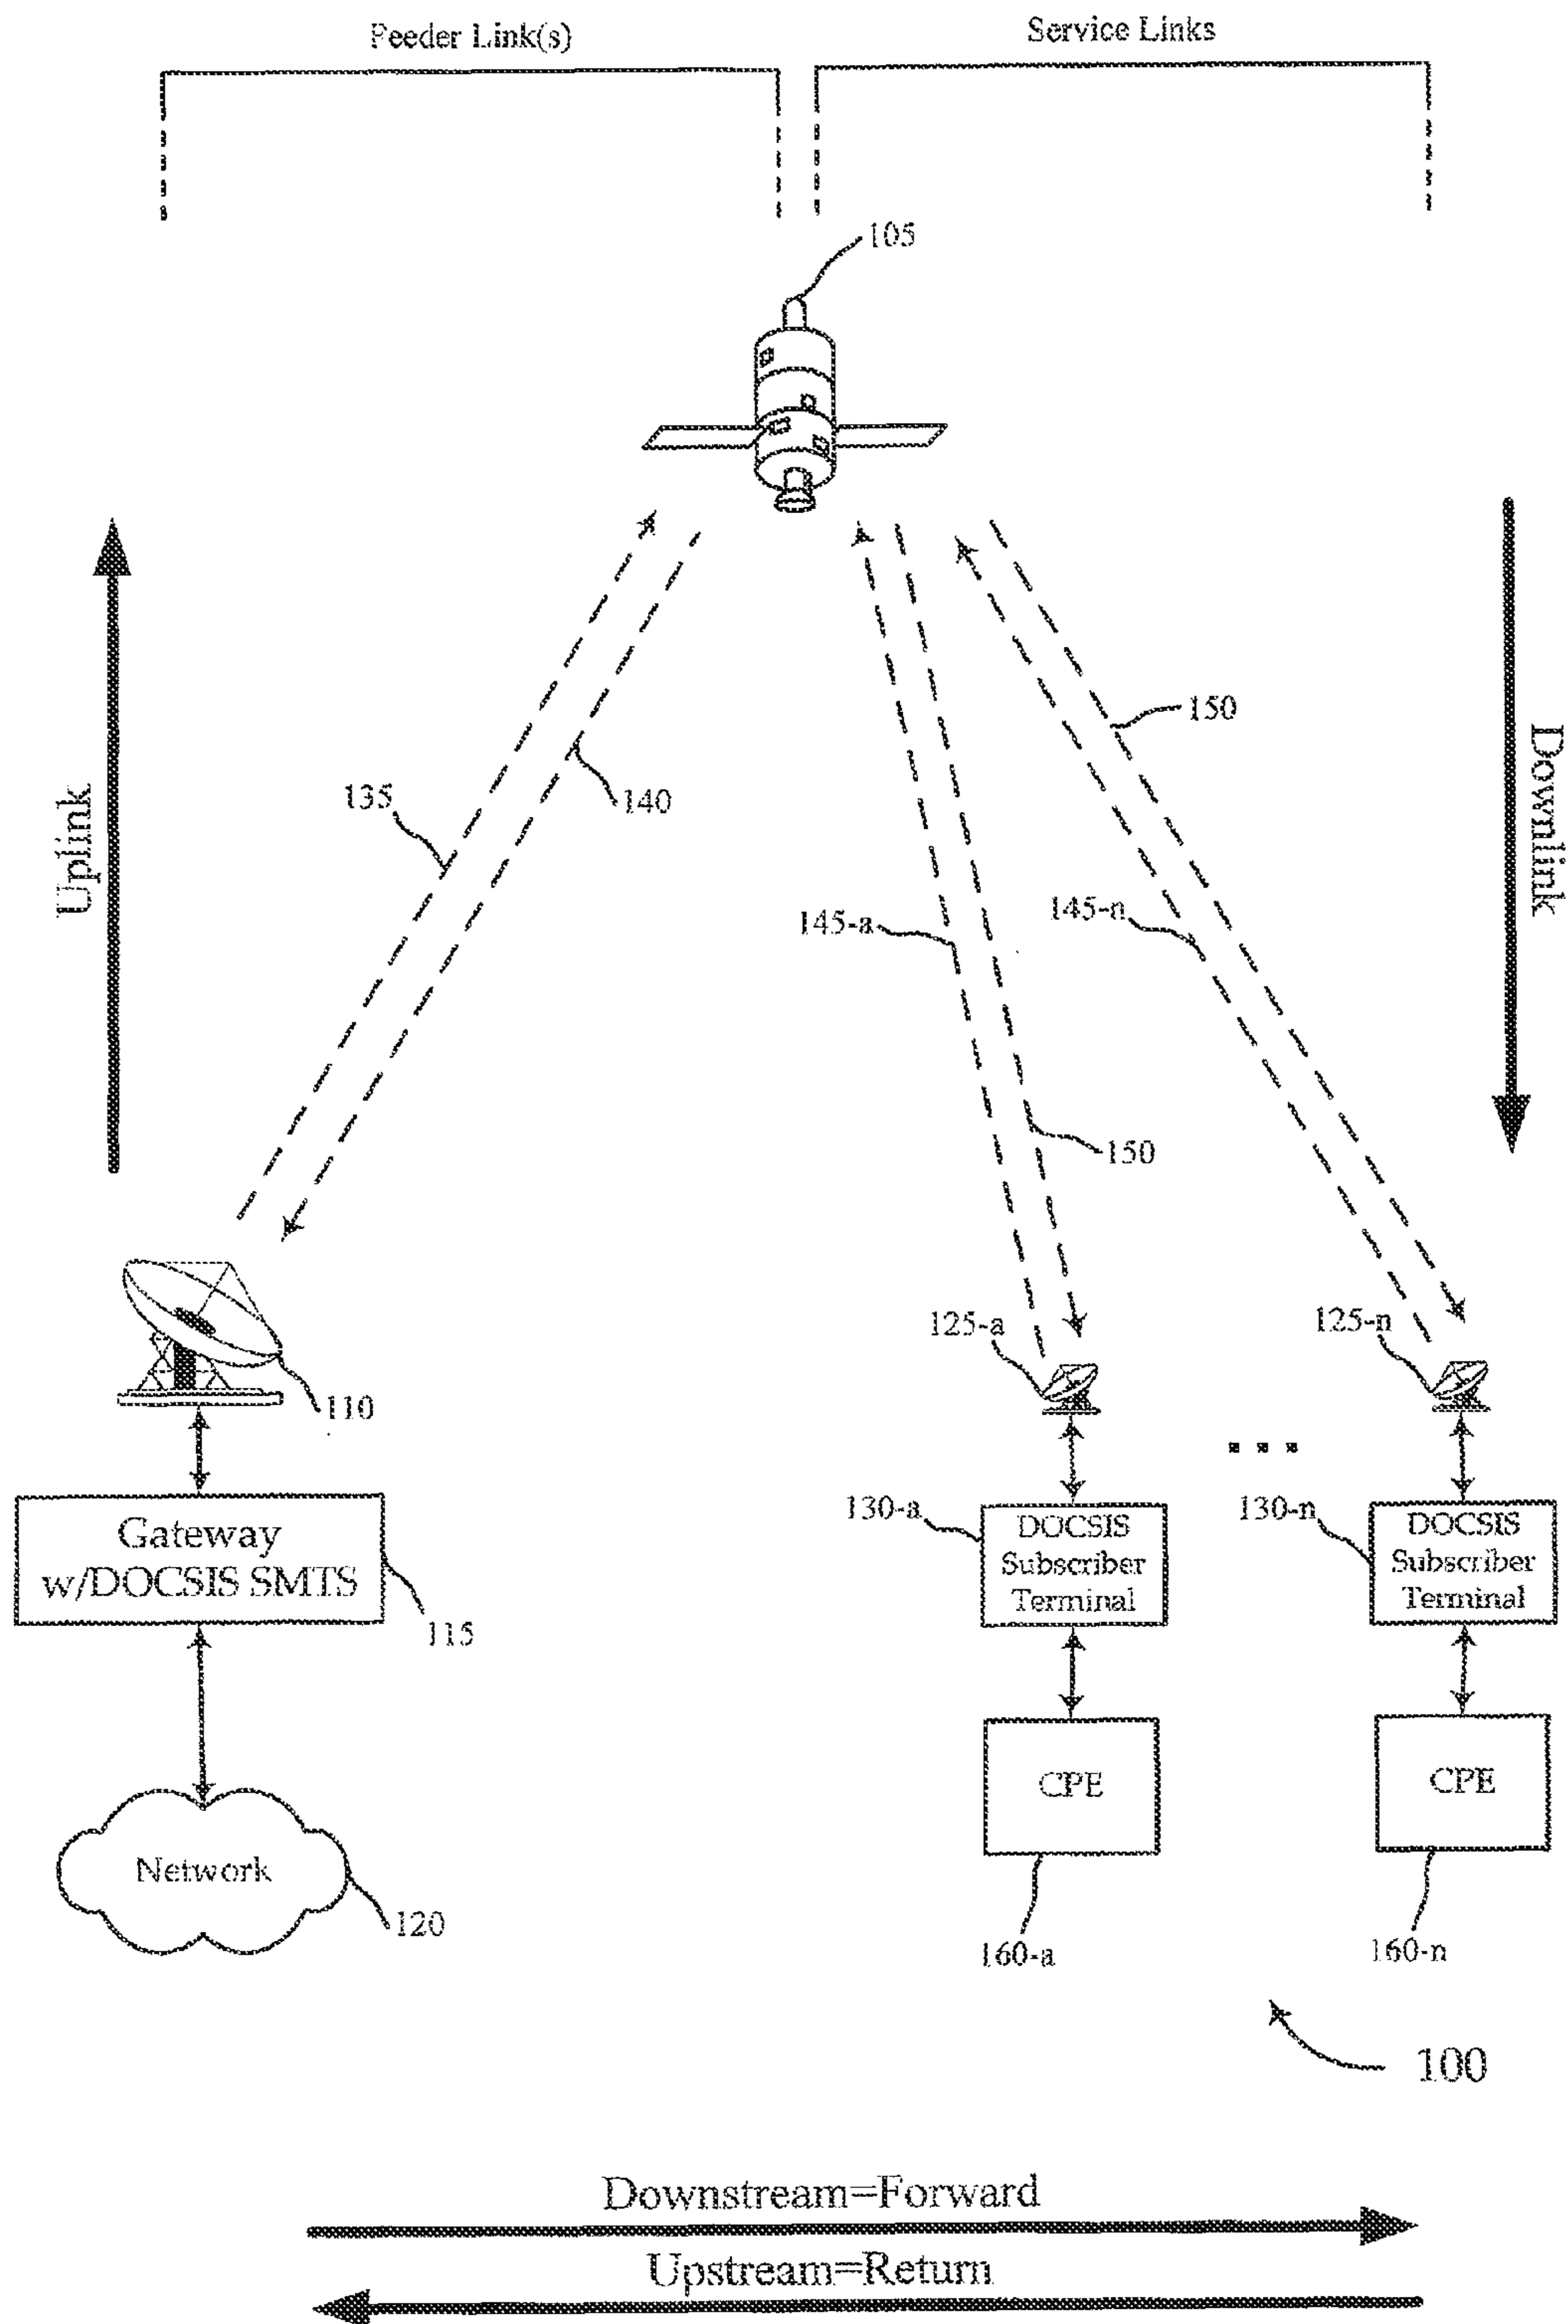 Feeder Link(s)
Service Links
105
150
Uplink
Downlink
135
140
145-a
145-n
150
125-a
125-n
110
130-a
130-n
Gateway
w/DOCSIS SMTS
DOCSIS
Subscriber
Terminal
DOCSIS
Subscriber
Terminal
115
CPE
CPE
Network
120
160-a
160-n
100
Downstream=Forward
Upstream=Return